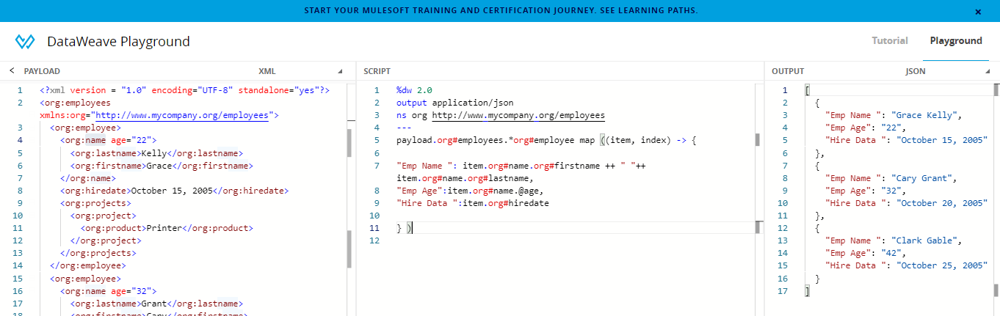 START YOUR MULESOFT TRAINING AND CERTIFICATION JOURNEY. SEE LEARNING PATHS. ×
DataWeave Playground
Tutorial Playground
< PAYLOAD XML
1 <?xml version = "1.0" encoding="UTF-8" standalone="yes"?>
2 <org:employees
xmlns:org="http://www.mycompany.org/employees">
3 <org:employee>
4 <org:name age="22">
5 <org:lastname>Kelly</org:lastname>
6 <org:firstname>Grace</org:firstname>
7 </org:name>
8 <org:hiredate>October 15, 2005</org:hiredate>
9 <org:projects>
10 <org:project>
11 <org:product>Printer</org:product>
12 </org:project>
13 </org:projects>
14 </org:employee>
15 <org:employee>
16 <org:name age="32">
17 <org:lastname>Grant</org:lastname>
18 <org:firstname>Cary</org:firstname>
SCRIPT
1 %dw 2.0
2 output application/json
3 ns org http://www.mycompany.org/employees
4 ---
5 payload.org#employees.*org#employee map ((item, index) -> {
6
7 "Emp Name ": item.org#name.org#firstname ++ " "++
item.org#name.org#lastname,
8 "Emp Age":item.org#name.@age,
9 "Hire Data ":item.org#hiredate
10
11 } )
12
OUTPUT JSON
1 [
2 {
3 "Emp Name ": "Grace Kelly",
4 "Emp Age": "22",
5 "Hire Data ": "October 15, 2005"
6 },
7 {
8 "Emp Name ": "Cary Grant",
9 "Emp Age": "32",
10 "Hire Data ": "October 20, 2005"
11 },
12 {
13 "Emp Name ": "Clark Gable",
14 "Emp Age": "42",
15 "Hire Data ": "October 25, 2005"
16 }
17 ]